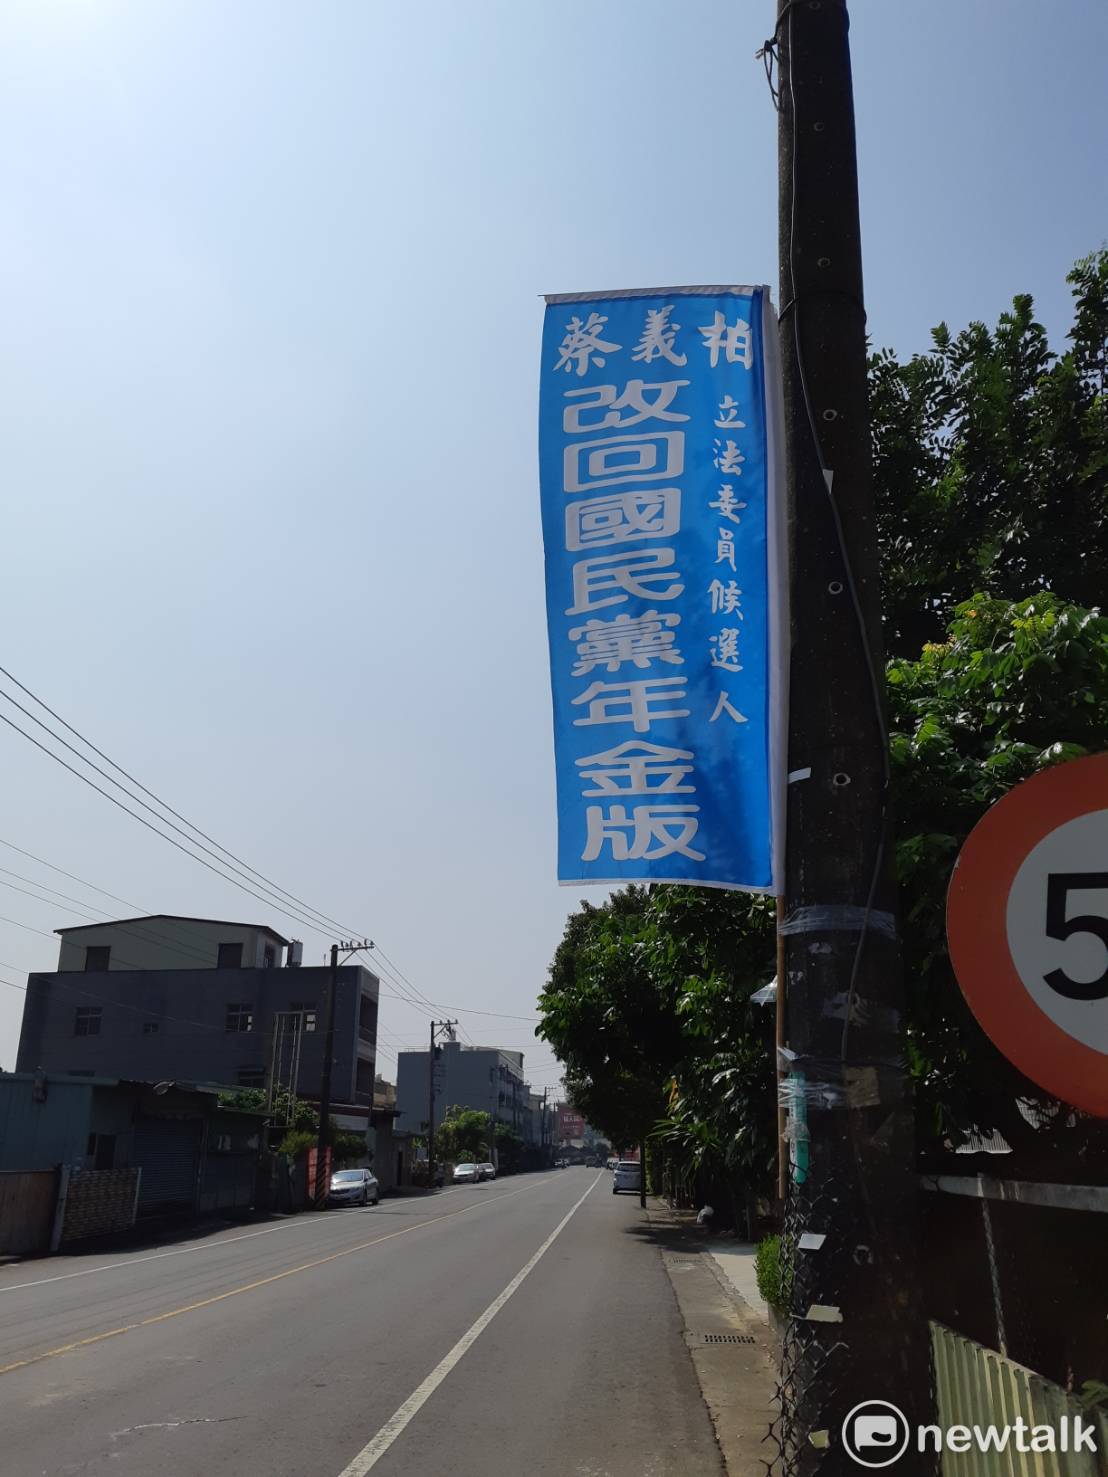 蔡義柏
立法委員候選人
改回國民黨年金版
5
newtalk